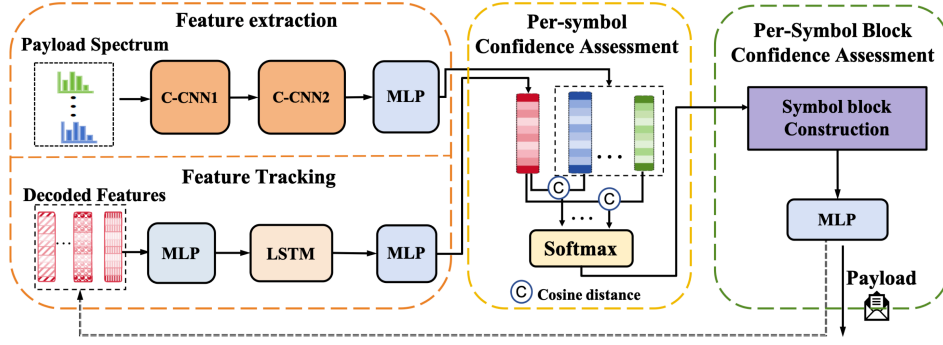 Feature extraction
Payload Spectrum
C-CNN1
C-CNN2
MLP
Feature Tracking
Decoded Features
MLP
LSTM
MLP
Per-symbol
Confidence Assessment
C
C
Softmax
C Cosine distance
Per-Symbol Block
Confidence Assessment
Symbol block
Construction
MLP
Payload